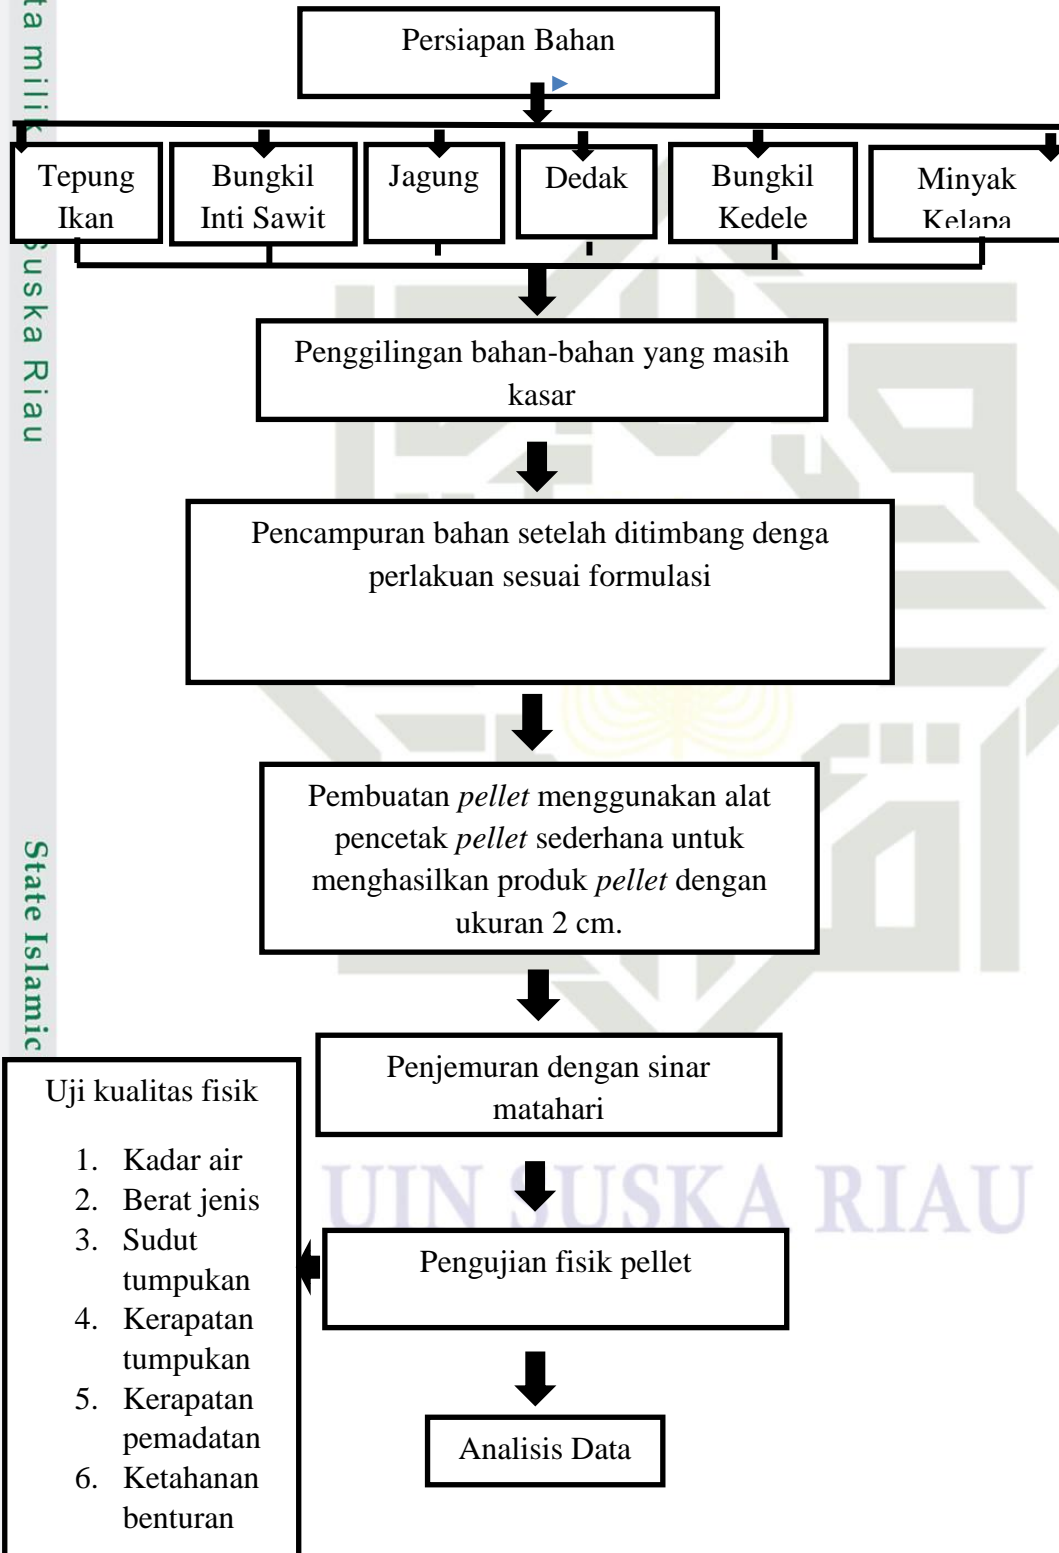 ta milik
Suska Riau
State Islamic
Persiapan Bahan
Tepung
Ikan
Bungkil
Inti Sawit
Jagung
Dedak
Bungkil
Kedele
Minyak
Kelapa
Penggilingan bahan-bahan yang masih
kasar
Pencampuran bahan setelah ditimbang denga
perlakuan sesuai formulasi
Pembuatan pellet menggunakan alat
pencetak pellet sederhana untuk
menghasilkan produk pellet dengan
ukuran 2 cm.
Penjemuran dengan sinar
matahari
UIN SUSKA RIAU
Pengujian fisik pellet
Uji kualitas fisik
1. Kadar air
2. Berat jenis
3. Sudut
tumpukan
4. Kerapatan
tumpukan
5. Kerapatan
pemadatan
6. Ketahanan
benturan
Analisis Data